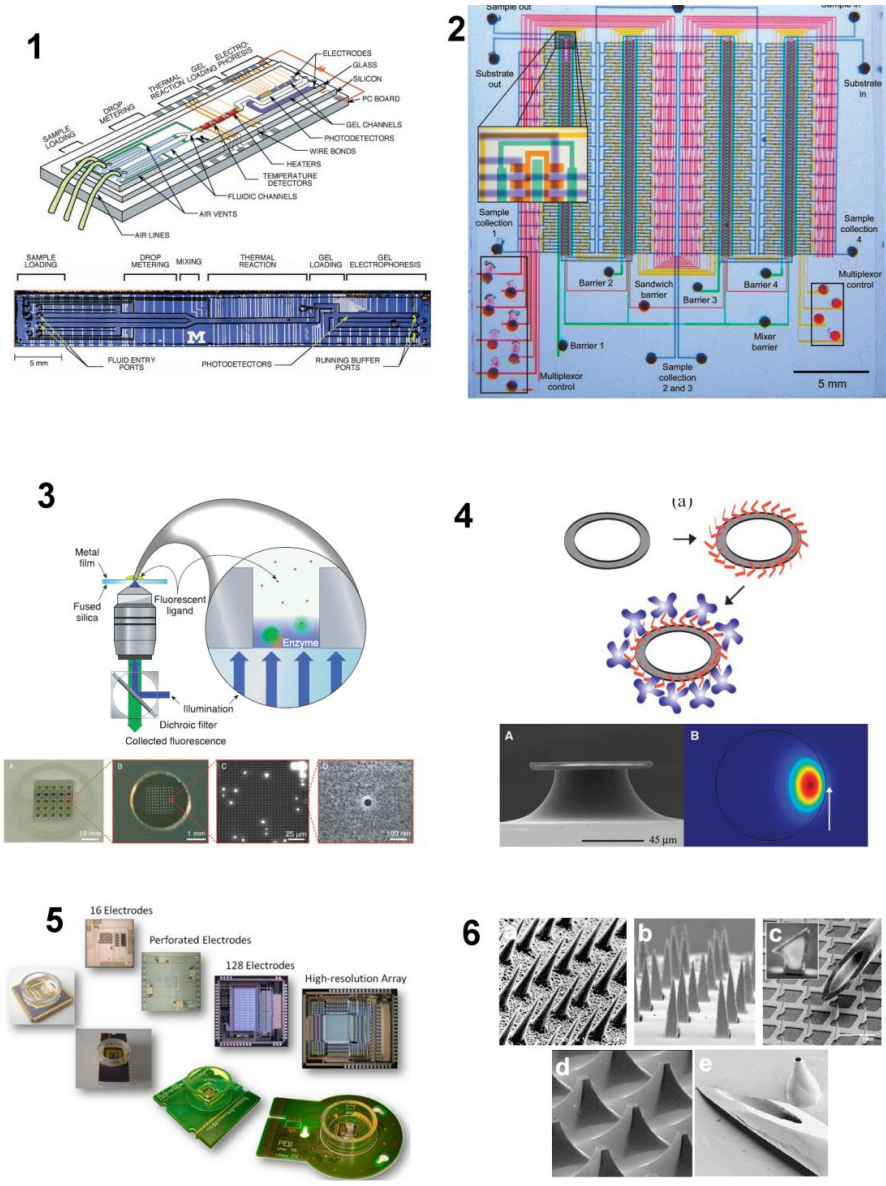 1
SAMPLE LOADING
DROP METERING
THERMAL REACTION
GEL LOADING
ELECTRO-PHORESIS
ELECTRODES
GLASS
SILICON
PC BOARD
GEL CHANNELS
PHOTODETECTORS
WIRE BONDS
HEATERS
TEMPERATURE DETECTORS
FLUIDIC CHANNELS
AIR VENTS
AIR LINES
SAMPLE LOADING
DROP METERING
MIXING
THERMAL REACTION
GEL LOADING
GEL ELECTROPHORESIS
M
5 mm
FLUID ENTRY PORTS
PHOTODETECTORS
RUNNING BUFFER PORTS
2
Sample out
Sample in
Substrate out
Substrate in
Sample collection 1
Sample collection 4
Barrier 2
Sandwich barrier
Barrier 3
Barrier 4
Multiplexor control
Barrier 1
Mixer barrier
Multiplexor control
Sample collection 2 and 3
5 mm
3
Metal film
Fused silica
Fluorescent ligand
Enzyme
Illumination
Dichroic filter
Collected fluorescence
A
10 mm
B
1 mm
C
25 µm
D
100 nm
4
(a)
A
45 µm
B
5
16 Electrodes
Perforated Electrodes
128 Electrodes
High-resolution Array
6
a
b
c
d
e